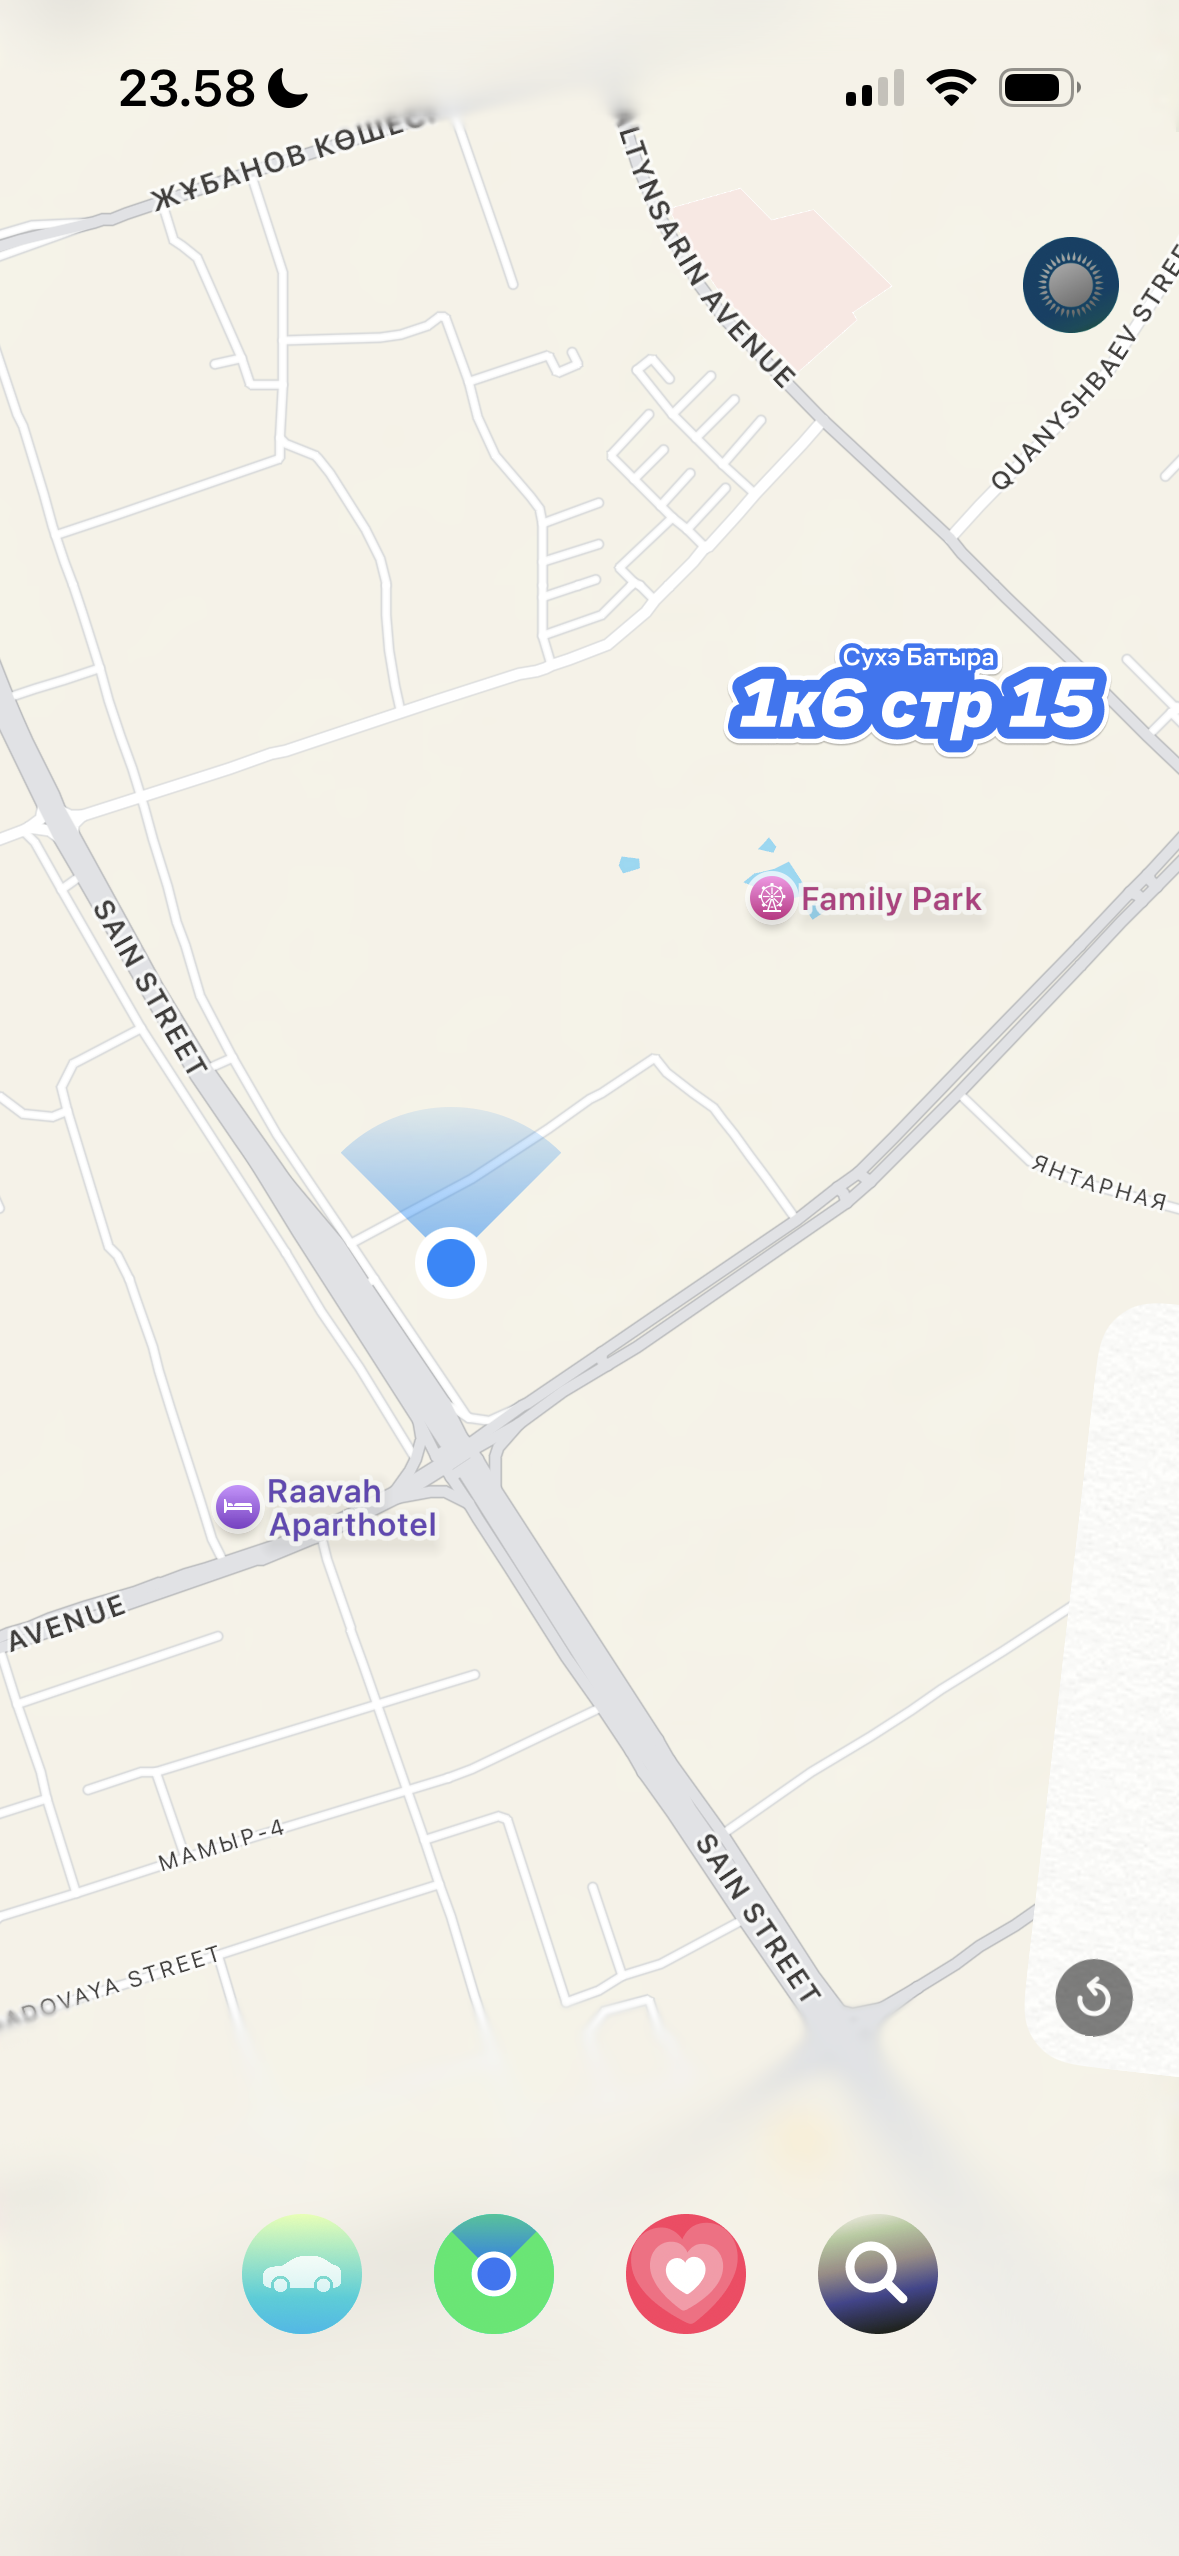 23.58
ЖҰБАНОВ КӨШЕСІ
ALTYNSARIN AVENUE
QUANYSHBAEV STREE
Сухэ Батыра
1к6 стр 15
Family Park
SAIN STREET
ЯНТАРНАЯ
Raavah
Aparthotel
AVENUE
МАМЫР-4
SAIN STREET
SADOVAYA STREET